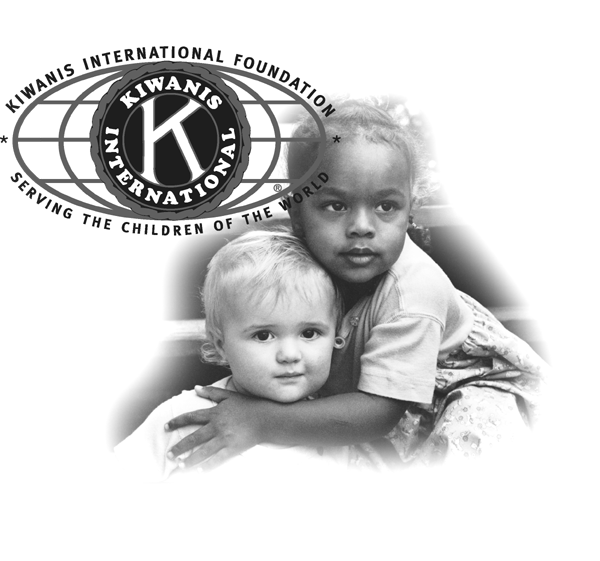 KIWANIS INTERNATIONAL FOUNDATION
KIWANIS
K
INTERNATIONAL
®
* SERVING THE CHILDREN OF THE WORLD *